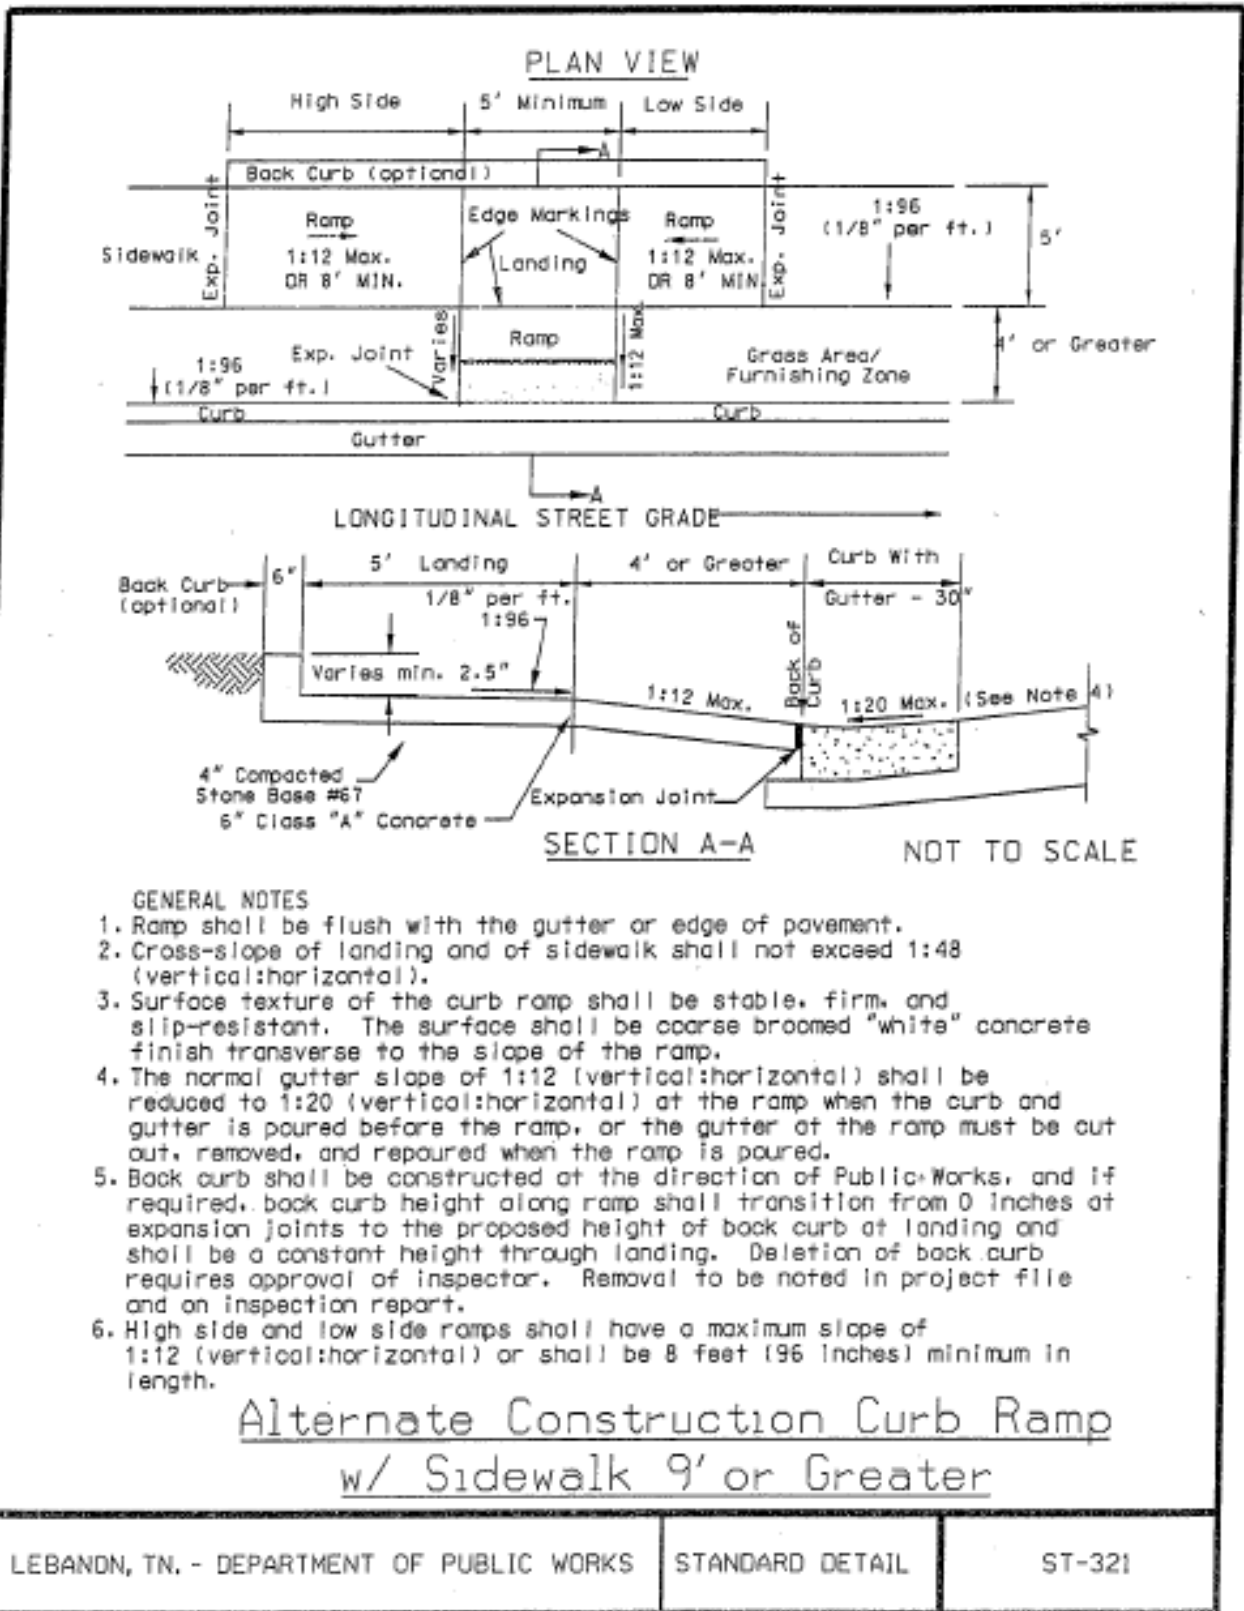 PLAN VIEW
High Side
5' Minimum
Low Side
A
Back Curb (optional)
Exp. Joint
Exp. Joint
Sidewalk
Ramp
1:12 Max.
OR 8' MIN.
Edge Markings
Landing
Ramp
1:12 Max.
OR 8' MIN.
1:96
(1/8" per ft.)
5'
Varies
Ramp
1:12 Max.
4' or Greater
Exp. Joint
1:96
(1/8" per ft.)
Grass Area/
Furnishing Zone
Curb
Curb
Gutter
A
LONGITUDINAL STREET GRADE
Back Curb
(optional)
6"
5' Landing
1/8" per ft.
1:96
4' or Greater
Curb With
Gutter - 30"
Back of
Curb
Varies min. 2.5"
1:12 Max.
1:20 Max. (See Note 4)
4" Compacted
Stone Base #67
6" Class "A" Concrete
Expansion Joint
SECTION A-A
NOT TO SCALE
GENERAL NOTES
1. Ramp shall be flush with the gutter or edge of pavement.
2. Cross-slope of landing and of sidewalk shall not exceed 1:48
(vertical:horizontal).
3. Surface texture of the curb ramp shall be stable, firm, and
slip-resistant. The surface shall be coarse broomed "white" concrete
finish transverse to the slope of the ramp.
4. The normal gutter slope of 1:12 (vertical:horizontal) shall be
reduced to 1:20 (vertical:horizontal) at the ramp when the curb and
gutter is poured before the ramp, or the gutter at the ramp must be cut
out, removed, and repoured when the ramp is poured.
5. Back curb shall be constructed at the direction of Public Works, and if
required, back curb height along ramp shall transition from 0 inches at
expansion joints to the proposed height of back curb at landing and
shall be a constant height through landing. Deletion of back curb
requires approval of inspector. Removal to be noted in project file
and on inspection report.
6. High side and low side ramps shall have a maximum slope of
1:12 (vertical:horizontal) or shall be 8 feet (96 inches) minimum in
length.
Alternate Construction Curb Ramp
w/ Sidewalk 9' or Greater
LEBANON, TN. - DEPARTMENT OF PUBLIC WORKS
STANDARD DETAIL
ST-321